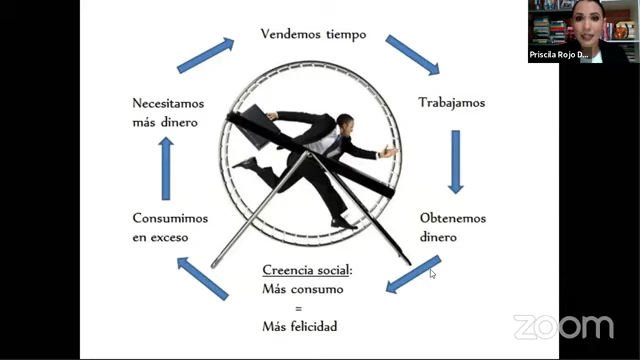 Vendemos tiempo
Trabajamos
Obtenemos
dinero
Creencia social:
Más consumo
=
Más felicidad
Consumimos
en exceso
Necesitamos
más dinero
Priscila Rojo D...
zoom